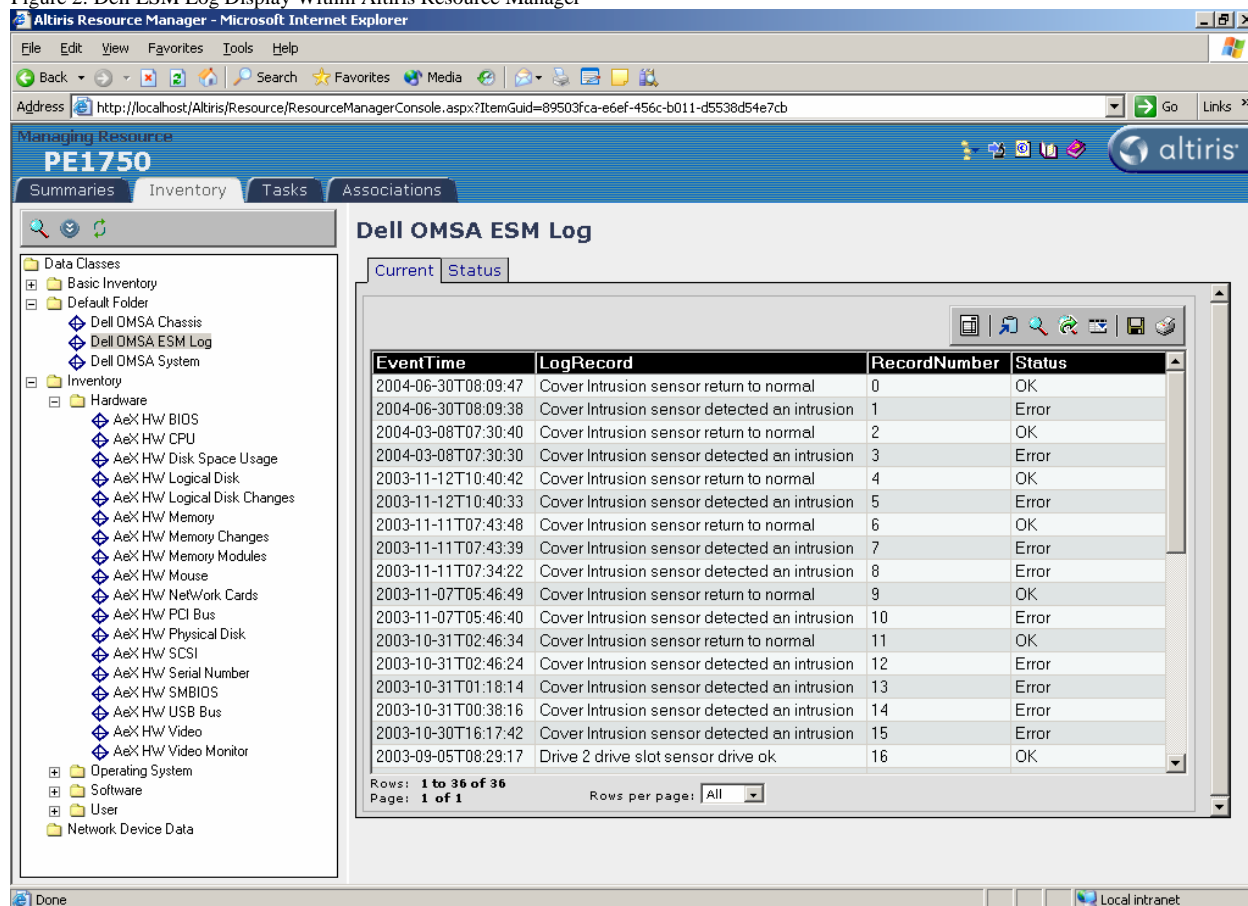 Figure 2: Dell ESM Log Display Within Altiris Resource Manager
Altiris Resource Manager - Microsoft Internet Explorer
File Edit View Favorites Tools Help
Back Search Favorites Media
Address http://localhost/Altiris/Resource/ResourceManagerConsole.aspx?ItemGuid=89503fca-e6ef-456c-b011-d5538d54e7cb Go Links »
Managing Resource
PE1750
altiris
Summaries Inventory Tasks Associations
Data Classes
Basic Inventory
Default Folder
Dell OMSA Chassis
Dell OMSA ESM Log
Dell OMSA System
Inventory
Hardware
AeX HW BIOS
AeX HW CPU
AeX HW Disk Space Usage
AeX HW Logical Disk
AeX HW Logical Disk Changes
AeX HW Memory
AeX HW Memory Changes
AeX HW Memory Modules
AeX HW Mouse
AeX HW NetWork Cards
AeX HW PCI Bus
AeX HW Physical Disk
AeX HW SCSI
AeX HW Serial Number
AeX HW SMBIOS
AeX HW USB Bus
AeX HW Video
AeX HW Video Monitor
Operating System
Software
User
Network Device Data
Dell OMSA ESM Log
Current Status
EventTime LogRecord RecordNumber Status
2004-06-30T08:09:47 Cover Intrusion sensor return to normal 0 OK
2004-06-30T08:09:38 Cover Intrusion sensor detected an intrusion 1 Error
2004-03-08T07:30:40 Cover Intrusion sensor return to normal 2 OK
2004-03-08T07:30:30 Cover Intrusion sensor detected an intrusion 3 Error
2003-11-12T10:40:42 Cover Intrusion sensor return to normal 4 OK
2003-11-12T10:40:33 Cover Intrusion sensor detected an intrusion 5 Error
2003-11-11T07:43:48 Cover Intrusion sensor return to normal 6 OK
2003-11-11T07:43:39 Cover Intrusion sensor detected an intrusion 7 Error
2003-11-11T07:34:22 Cover Intrusion sensor detected an intrusion 8 Error
2003-11-07T05:46:49 Cover Intrusion sensor return to normal 9 OK
2003-11-07T05:46:40 Cover Intrusion sensor detected an intrusion 10 Error
2003-10-31T02:46:34 Cover Intrusion sensor return to normal 11 OK
2003-10-31T02:46:24 Cover Intrusion sensor detected an intrusion 12 Error
2003-10-31T01:18:14 Cover Intrusion sensor detected an intrusion 13 Error
2003-10-31T00:38:16 Cover Intrusion sensor detected an intrusion 14 Error
2003-10-30T16:17:42 Cover Intrusion sensor detected an intrusion 15 Error
2003-09-05T08:29:17 Drive 2 drive slot sensor drive ok 16 OK
Rows: 1 to 36 of 36
Page: 1 of 1 Rows per page: All
Done Local intranet